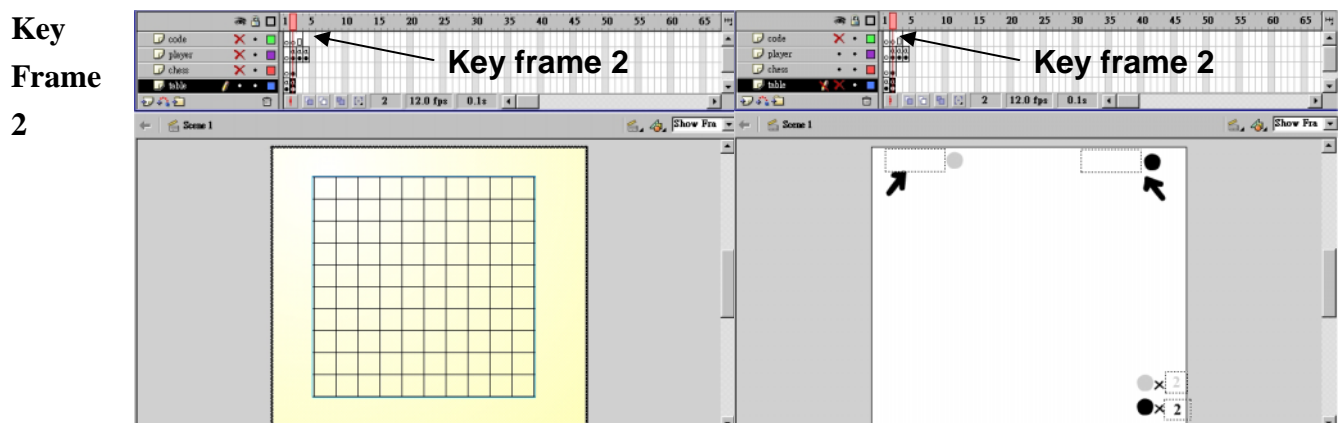 Key
Frame
2
1 5 10 15 20 25 30 35 40 45 50 55 60 65
code
player
chess
table
Key frame 2
2 12.0 fps 0.1s
Scene 1
Show Fra
1 5 10 15 20 25 30 35 40 45 50 55 60 65
code
player
chess
table
Key frame 2
2 12.0 fps 0.1s
Scene 1
Show Fra
× 2
× 2